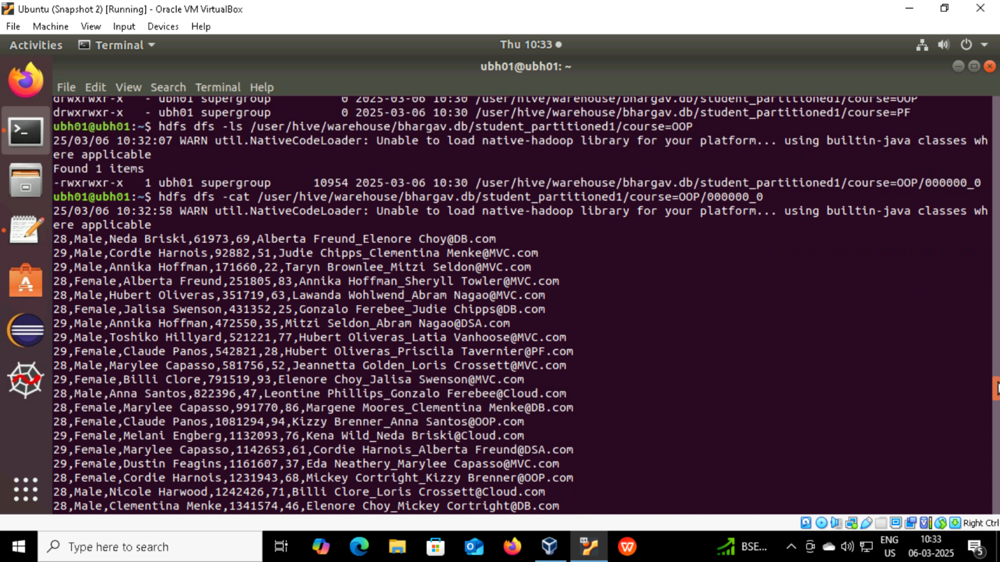 Ubuntu (Snapshot 2) [Running] - Oracle VM VirtualBox
File Machine View Input Devices Help
Activities Terminal Thu 10:33
ubh01@ubh01: ~
File Edit View Search Terminal Help
drwxrwxr-x - ubh01 supergroup 0 2025-03-06 10:30 /user/hive/warehouse/bhargav.db/student_partitioned1/course=OOP
drwxrwxr-x - ubh01 supergroup 0 2025-03-06 10:30 /user/hive/warehouse/bhargav.db/student_partitioned1/course=PF
ubh01@ubh01:~$ hdfs dfs -ls /user/hive/warehouse/bhargav.db/student_partitioned1/course=OOP
25/03/06 10:32:07 WARN util.NativeCodeLoader: Unable to load native-hadoop library for your platform... using builtin-java classes wh
ere applicable
Found 1 items
-rwxrwxr-x 1 ubh01 supergroup 10954 2025-03-06 10:30 /user/hive/warehouse/bhargav.db/student_partitioned1/course=OOP/000000_0
ubh01@ubh01:~$ hdfs dfs -cat /user/hive/warehouse/bhargav.db/student_partitioned1/course=OOP/000000_0
25/03/06 10:32:58 WARN util.NativeCodeLoader: Unable to load native-hadoop library for your platform... using builtin-java classes wh
ere applicable
28,Male,Neda Briski,61973,69,Alberta Freund_Elenore Choy@DB.com
29,Male,Cordie Harnois,92882,51,Judie Chipps_Clementina Menke@MVC.com
29,Male,Annika Hoffman,171660,22,Taryn Brownlee_Mitzi Seldon@MVC.com
28,Female,Alberta Freund,251805,83,Annika Hoffman_Sheryll Towler@MVC.com
28,Male,Hubert Oliveras,351719,63,Lawanda Wohlwend_Abram Nagao@MVC.com
28,Female,Jalisa Swenson,431352,25,Gonzalo Ferebee_Judie Chipps@DB.com
29,Male,Annika Hoffman,472550,35,Mitzi Seldon_Abram Nagao@DSA.com
29,Male,Toshiko Hillyard,521221,77,Hubert Oliveras_Latia Vanhoose@MVC.com
29,Female,Claude Panos,542821,28,Hubert Oliveras_Priscila Tavernier@PF.com
28,Male,Marylee Capasso,581756,52,Jeannetta Golden_Loris Crossett@MVC.com
29,Female,Billi Clore,791519,93,Elenore Choy_Jalisa Swenson@MVC.com
28,Male,Anna Santos,822396,47,Leontine Phillips_Gonzalo Ferebee@Cloud.com
28,Female,Marylee Capasso,991770,86,Margene Moores_Clementina Menke@DB.com
28,Female,Claude Panos,1081294,94,Kizzy Brenner_Anna Santos@OOP.com
29,Female,Melani Engberg,1132093,76,Kena Wild_Neda Briski@Cloud.com
29,Female,Marylee Capasso,1142653,61,Cordie Harnois_Alberta Freund@DSA.com
29,Female,Dustin Feagins,1161607,37,Eda Neathery_Marylee Capasso@MVC.com
28,Female,Cordie Harnois,1231943,68,Mickey Cortright_Kizzy Brenner@OOP.com
28,Male,Nicole Harwood,1242426,71,Billi Clore_Loris Crossett@Cloud.com
28,Male,Clementina Menke,1341574,46,Elenore Choy_Mickey Cortright@DB.com
Right Ctrl
Type here to search
BSE...
ENG
US
10:33
06-03-2025
5